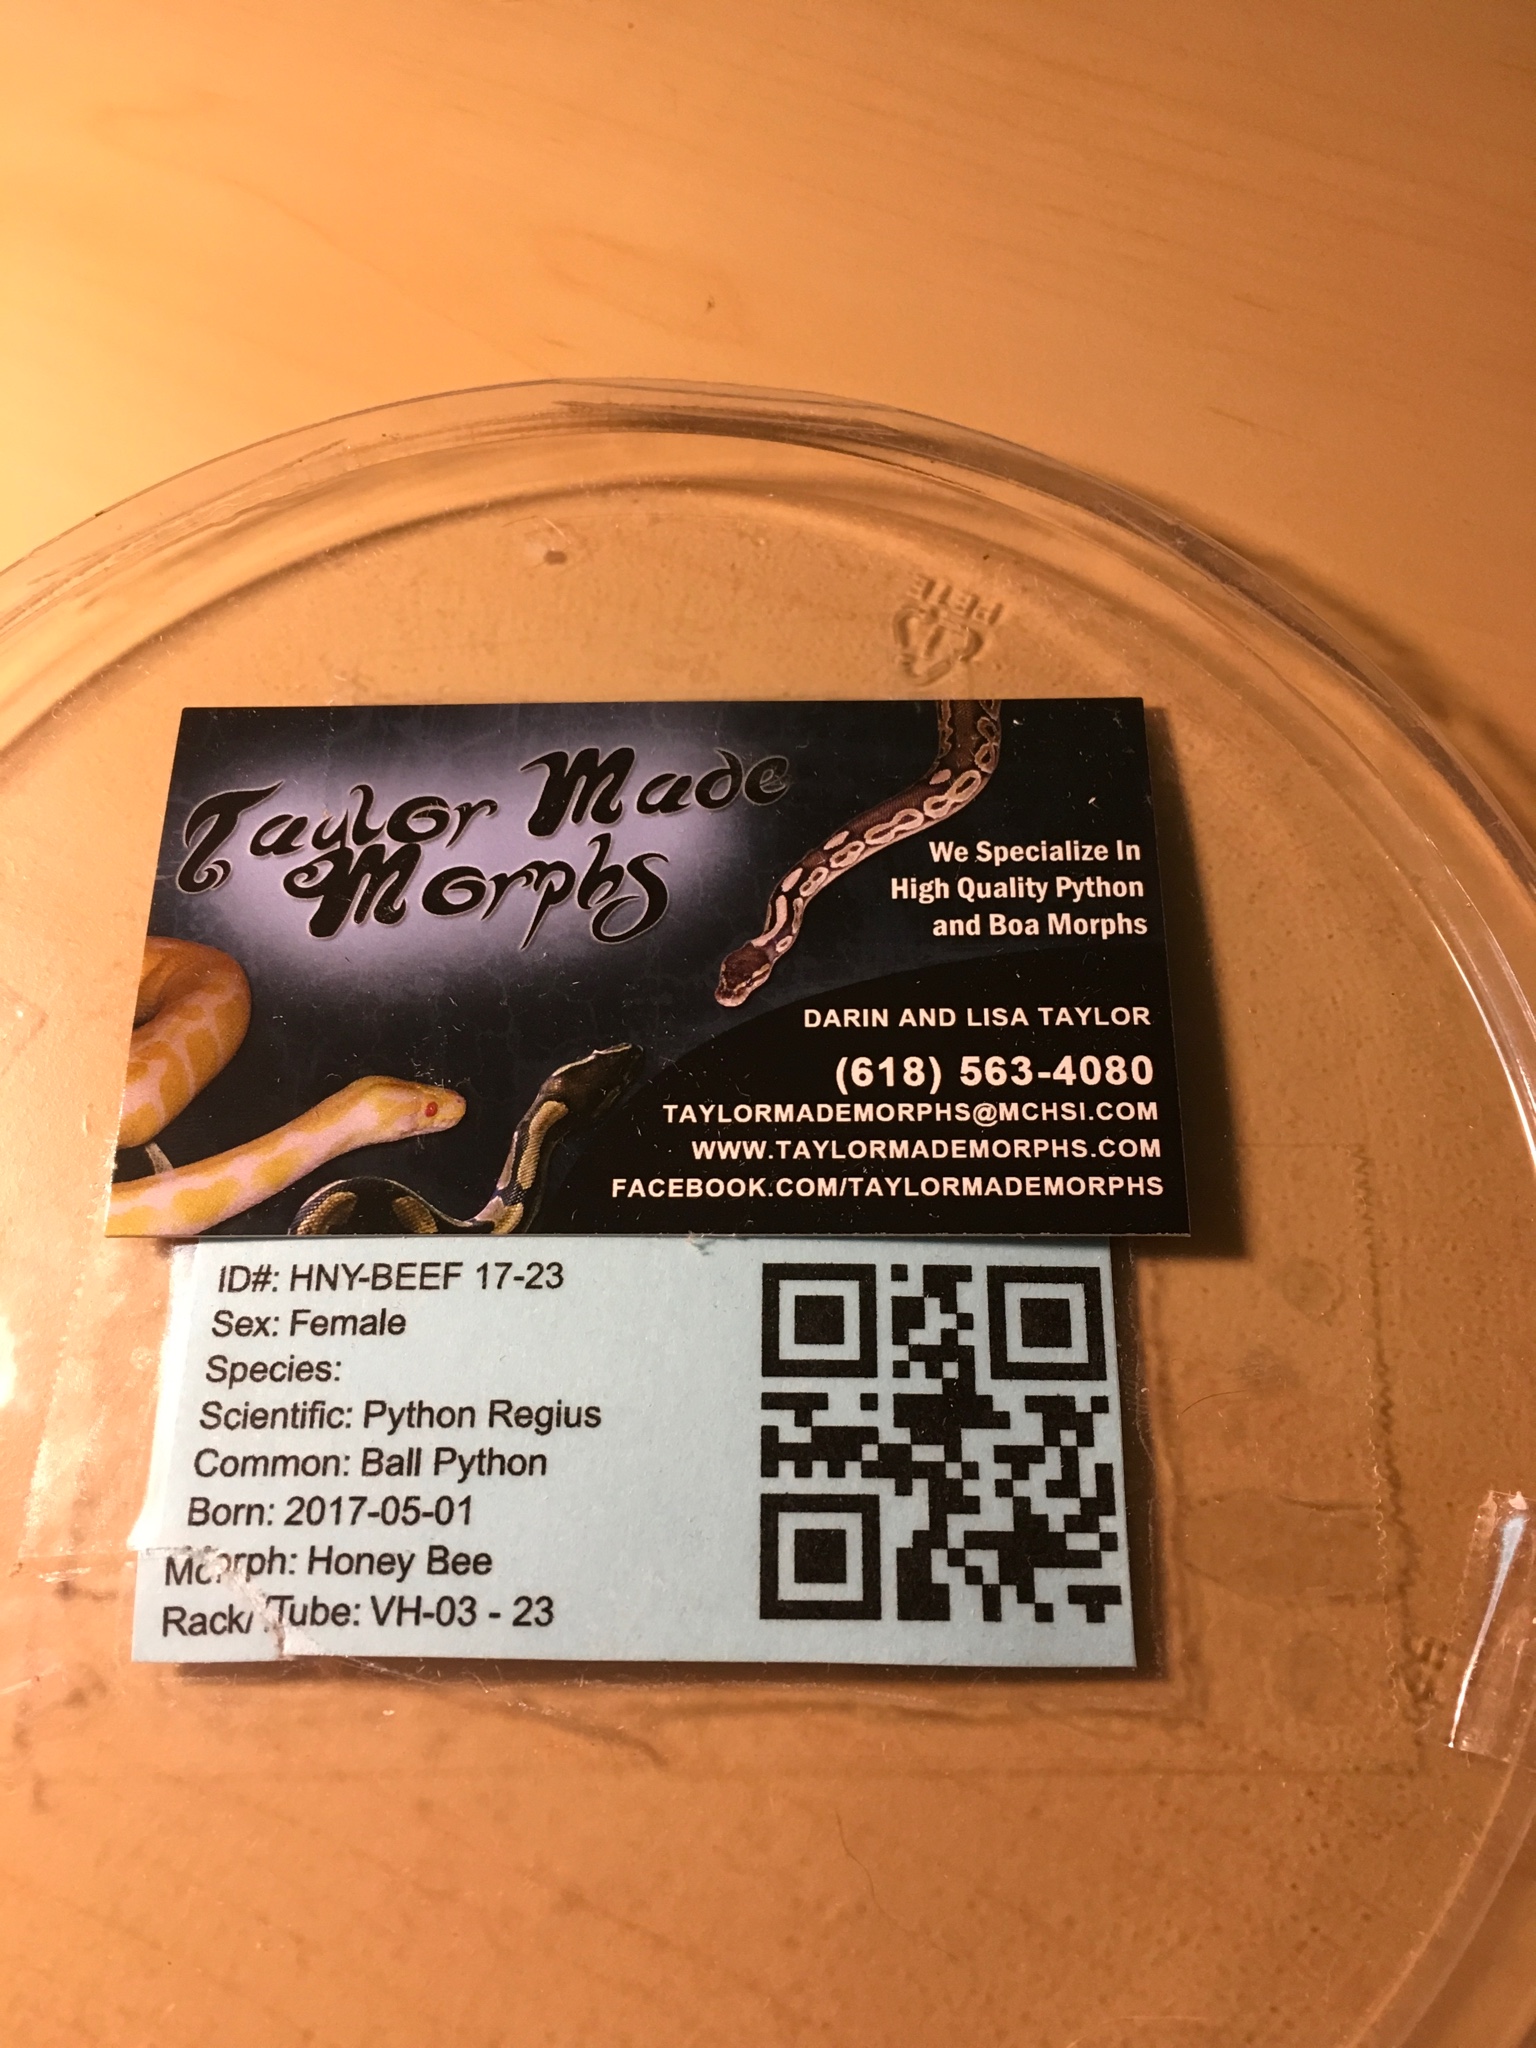 PETE
Taylor Made
Morphs
We Specialize In
High Quality Python
and Boa Morphs
DARIN AND LISA TAYLOR
(618) 563-4080
TAYLORMADEMORPHS@MCHSI.COM
WWW.TAYLORMADEMORPHS.COM
FACEBOOK.COM/TAYLORMADEMORPHS
ID#: HNY-BEEF 17-23
Sex: Female
Species:
Scientific: Python Regius
Common: Ball Python
Born: 2017-05-01
Morph: Honey Bee
Rack/Tube: VH-03 - 23